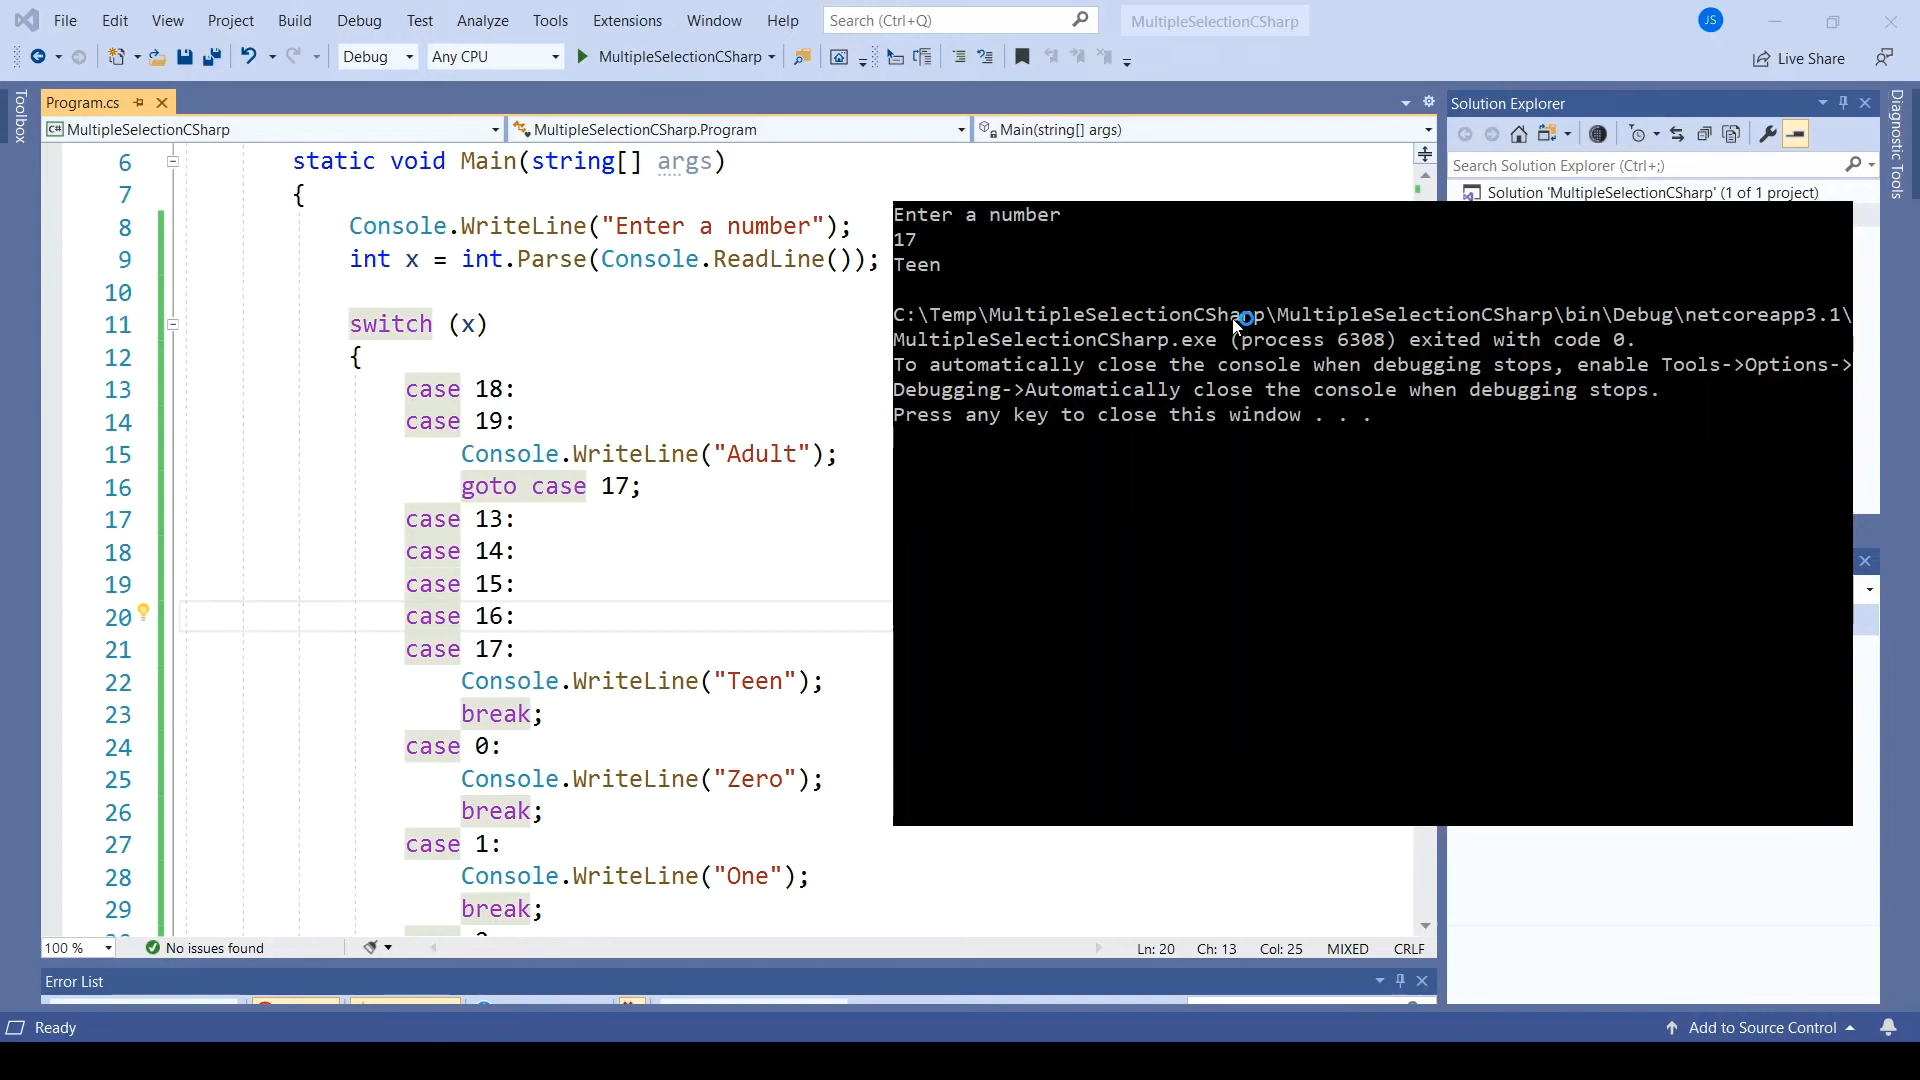 File Edit View Project Build Debug Test Analyze Tools Extensions Window Help Search (Ctrl+Q) MultipleSelectionCSharp JS
Debug Any CPU MultipleSelectionCSharp Live Share
Toolbox
Program.cs
MultipleSelectionCSharp MultipleSelectionCSharp.Program Main(string[] args)
6 static void Main(string[] args)
7 {
8 Console.WriteLine("Enter a number");
9 int x = int.Parse(Console.ReadLine());
10
11 switch (x)
12 {
13 case 18:
14 case 19:
15 Console.WriteLine("Adult");
16 goto case 17;
17 case 13:
18 case 14:
19 case 15:
20 case 16:
21 case 17:
22 Console.WriteLine("Teen");
23 break;
24 case 0:
25 Console.WriteLine("Zero");
26 break;
27 case 1:
28 Console.WriteLine("One");
29 break;
Enter a number
17
Teen
C:\Temp\MultipleSelectionCSharp\MultipleSelectionCSharp\bin\Debug\netcoreapp3.1\
MultipleSelectionCSharp.exe (process 6308) exited with code 0.
To automatically close the console when debugging stops, enable Tools->Options->
Debugging->Automatically close the console when debugging stops.
Press any key to close this window . . .
Solution Explorer
Search Solution Explorer (Ctrl+;)
Solution 'MultipleSelectionCSharp' (1 of 1 project)
Diagnostic Tools
100 % No issues found Ln: 20 Ch: 13 Col: 25 MIXED CRLF
Error List
Ready Add to Source Control